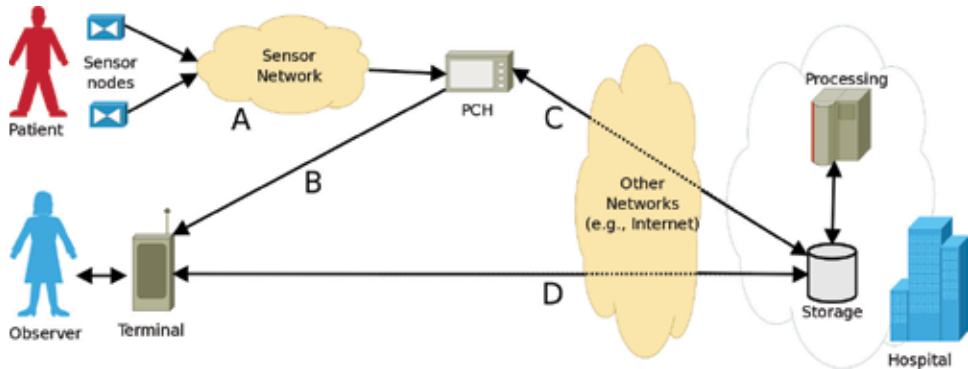 Sensor
nodes
Sensor
Network
Patient
A
PCH
C
Processing
B
Other
Networks
(e.g., Internet)
D
Observer
Terminal
Storage
Hospital